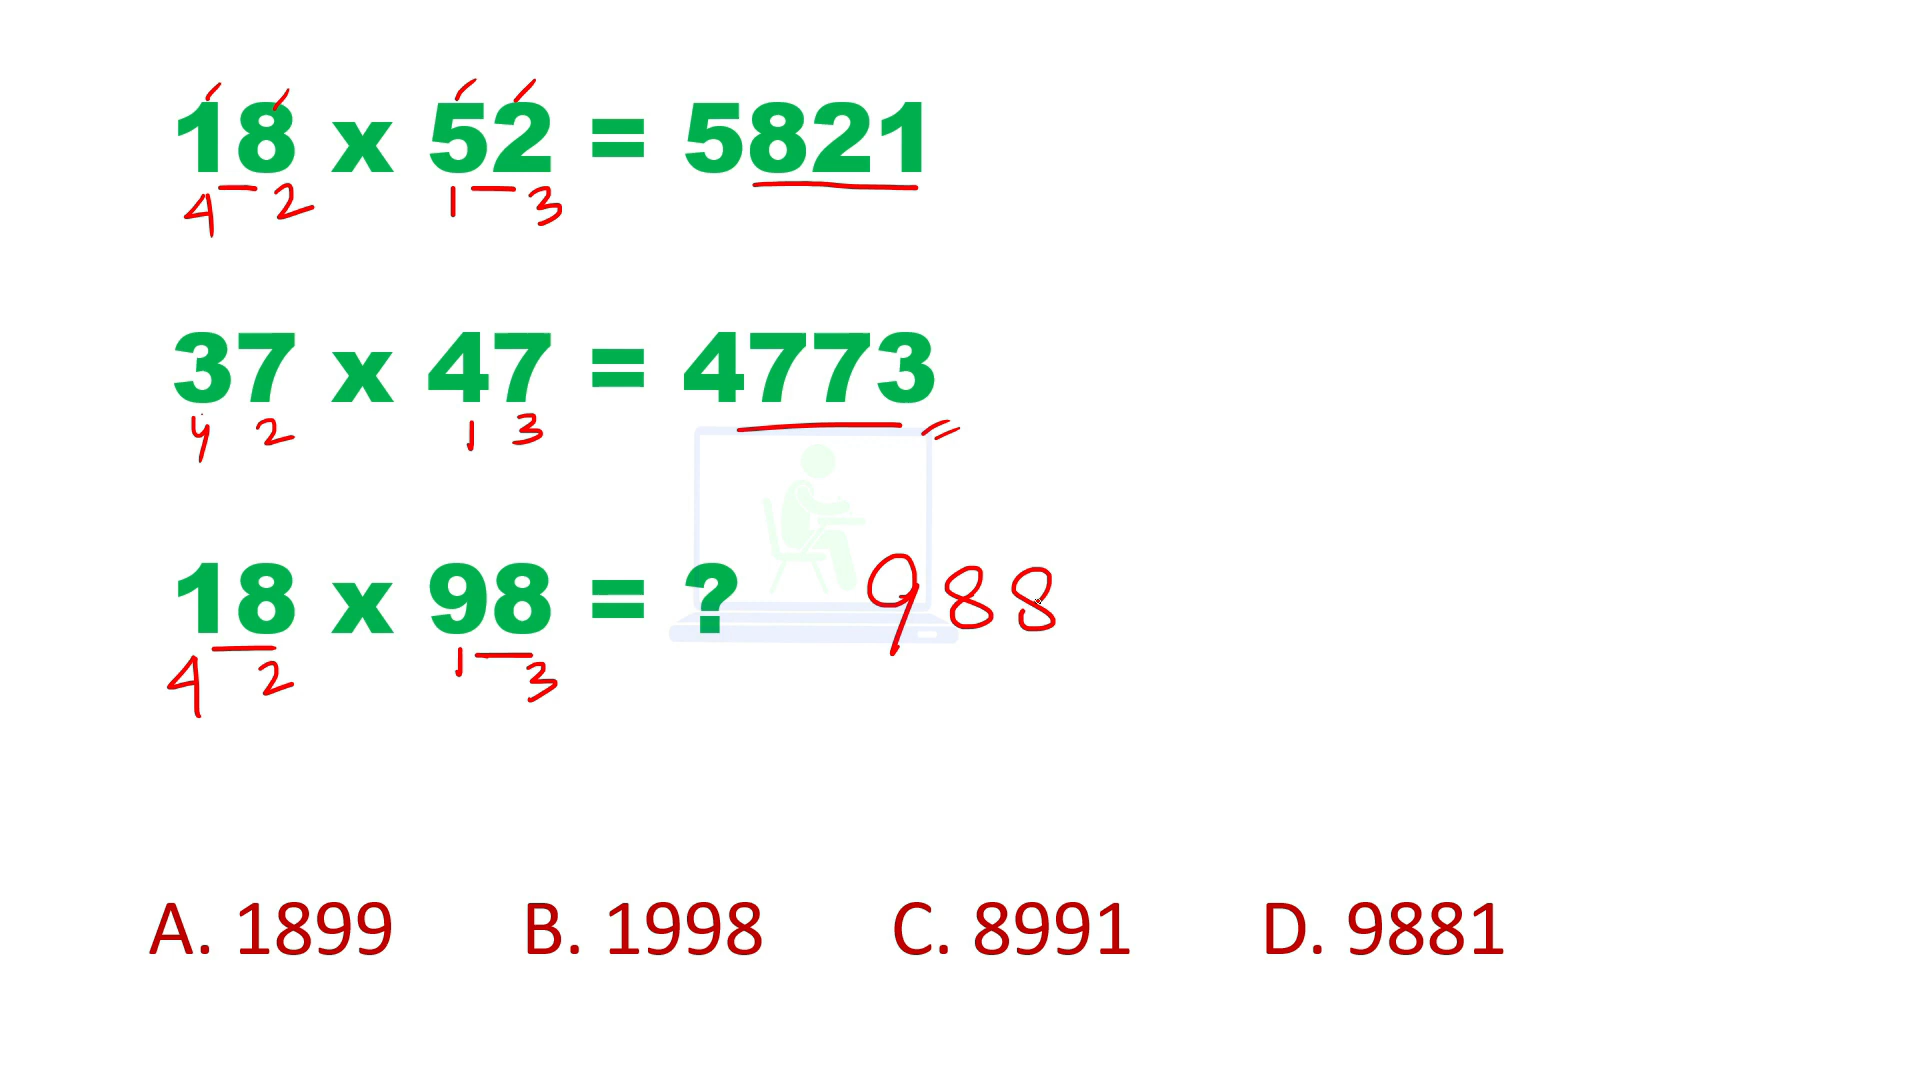 18 x 52 = 5821
4 2 1 3
37 x 47 = 4773
4 2 1 3
18 x 98 = ? 988
4 2 1 3
A. 1899 B. 1998 C. 8991 D. 9881